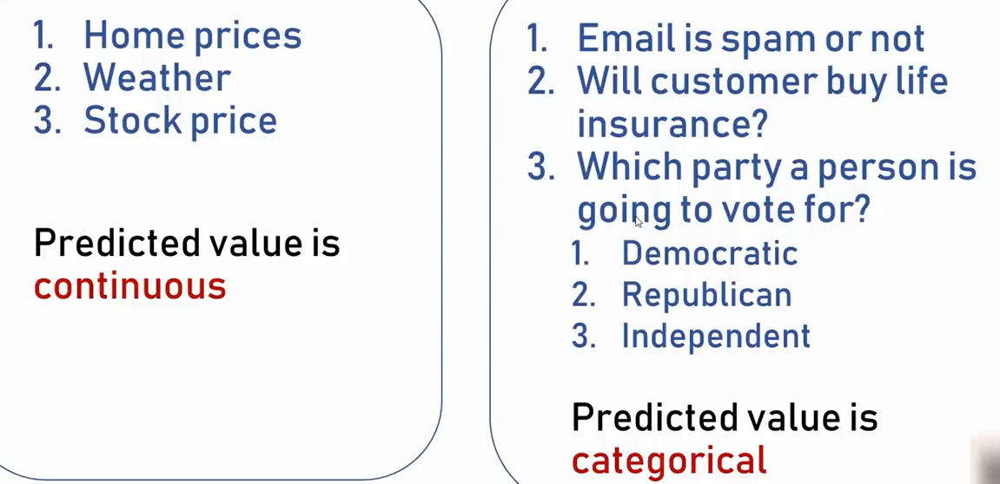 1. Home prices
2. Weather
3. Stock price
Predicted value is
continuous
1. Email is spam or not
2. Will customer buy life
insurance?
3. Which party a person is
going to vote for?
1. Democratic
2. Republican
3. Independent
Predicted value is
categorical